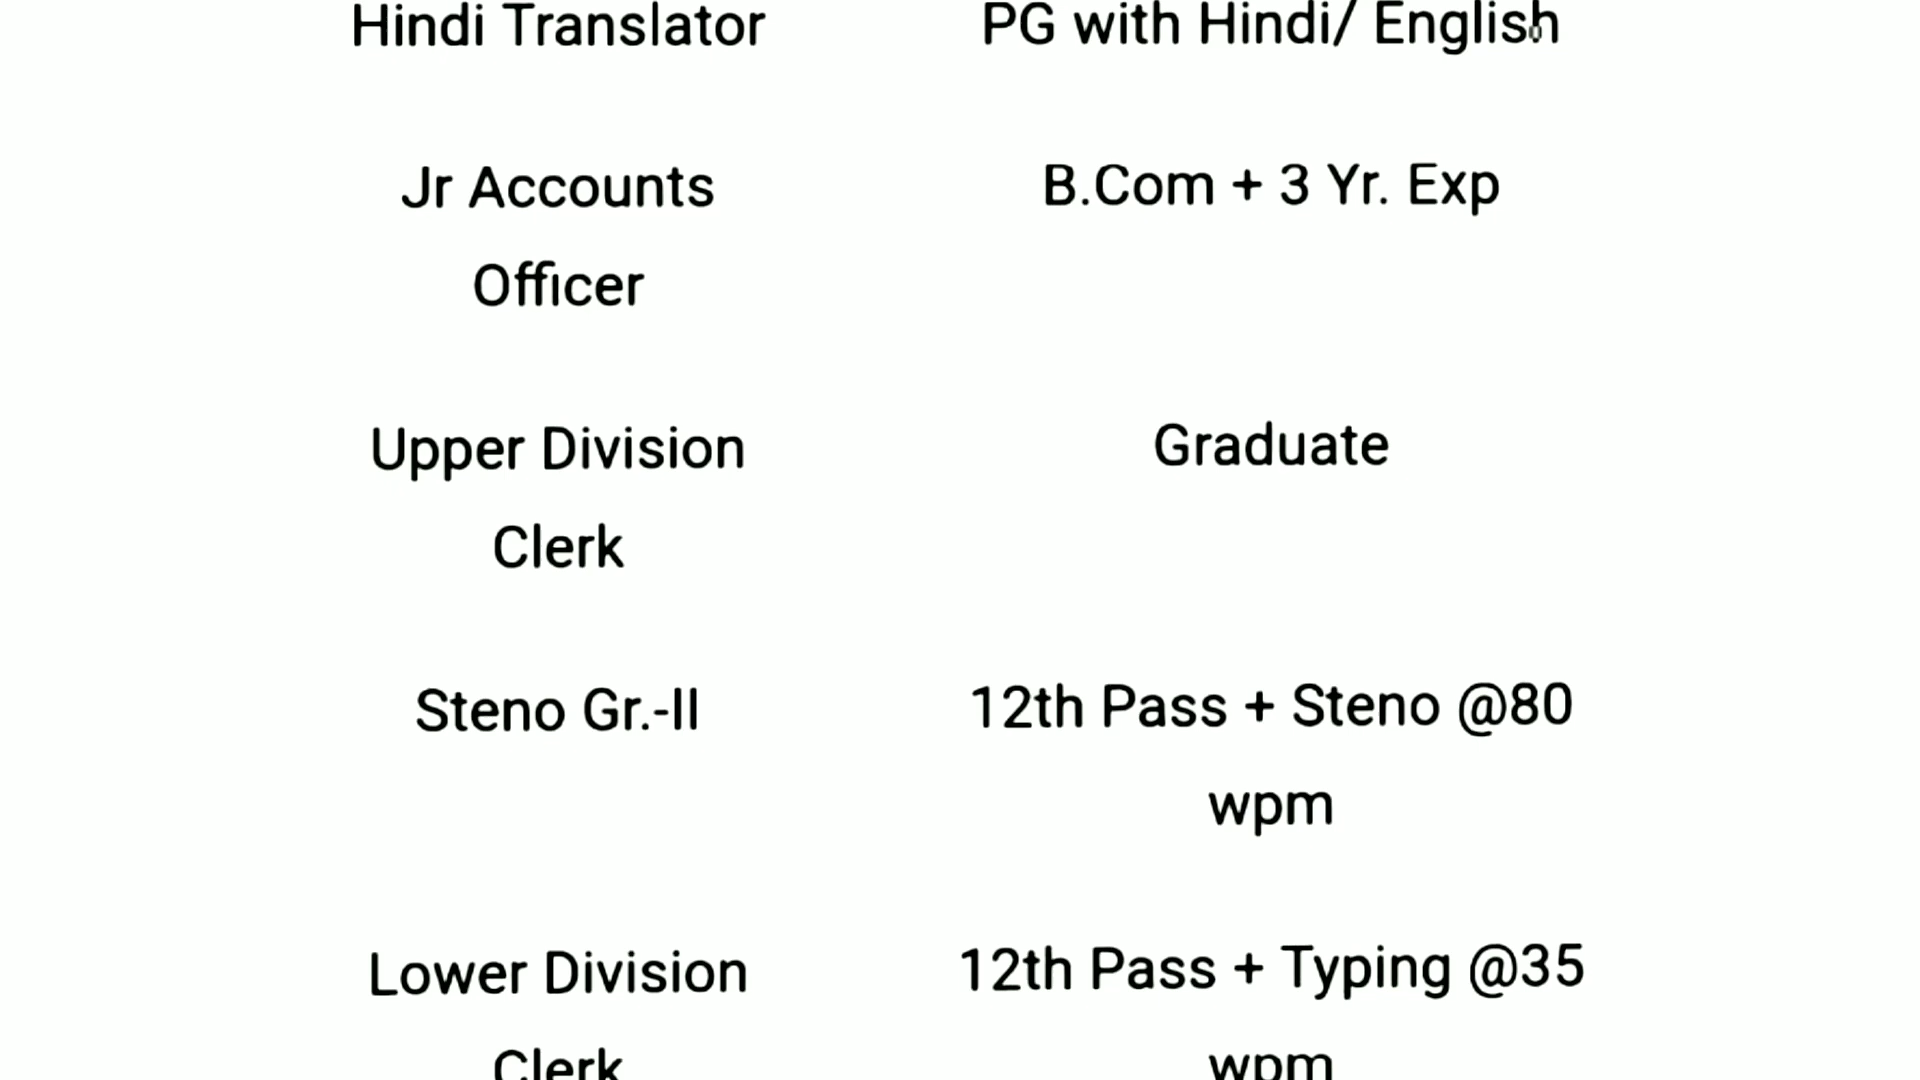 Hindi Translator PG with Hindi/ English
Jr Accounts B.Com + 3 Yr. Exp
Officer
Upper Division Graduate
Clerk
Steno Gr.-II 12th Pass + Steno @80
wpm
Lower Division 12th Pass + Typing @35
Clerk wpm